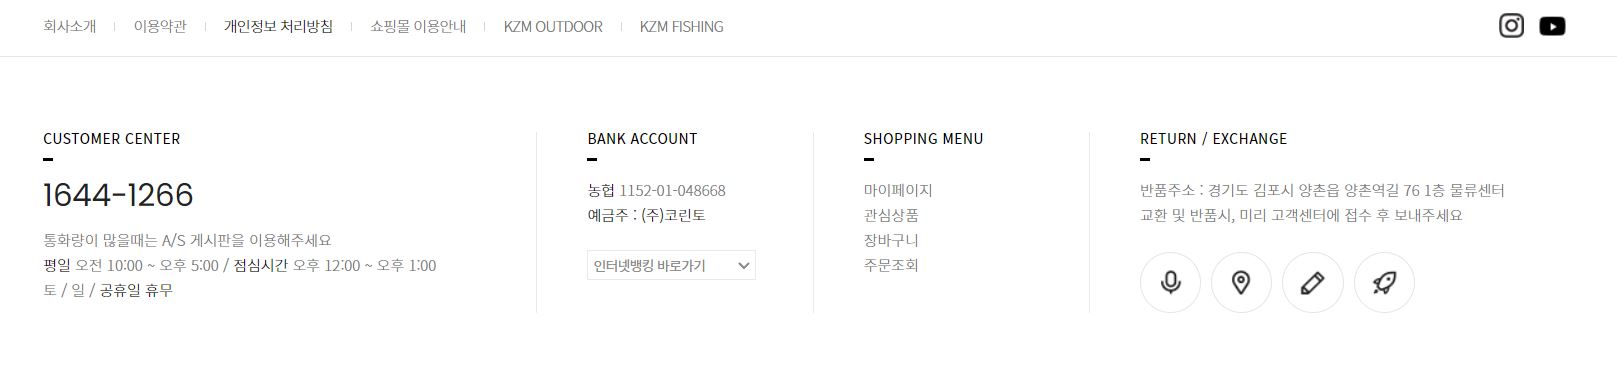 회사소개 이용약관 개인정보 처리방침 쇼핑몰 이용안내 KZM OUTDOOR KZM FISHING
CUSTOMER CENTER
1644-1266
통화량이 많을때는 A/S 게시판을 이용해주세요
평일 오전 10:00 ~ 오후 5:00 / 점심시간 오후 12:00 ~ 오후 1:00
토 / 일 / 공휴일 휴무
BANK ACCOUNT
농협 1152-01-048668
예금주 : (주)코린토
인터넷뱅킹 바로가기
SHOPPING MENU
마이페이지
관심상품
장바구니
주문조회
RETURN / EXCHANGE
반품주소 : 경기도 김포시 양촌읍 양촌역길 76 1층 물류센터
교환 및 반품시, 미리 고객센터에 접수 후 보내주세요